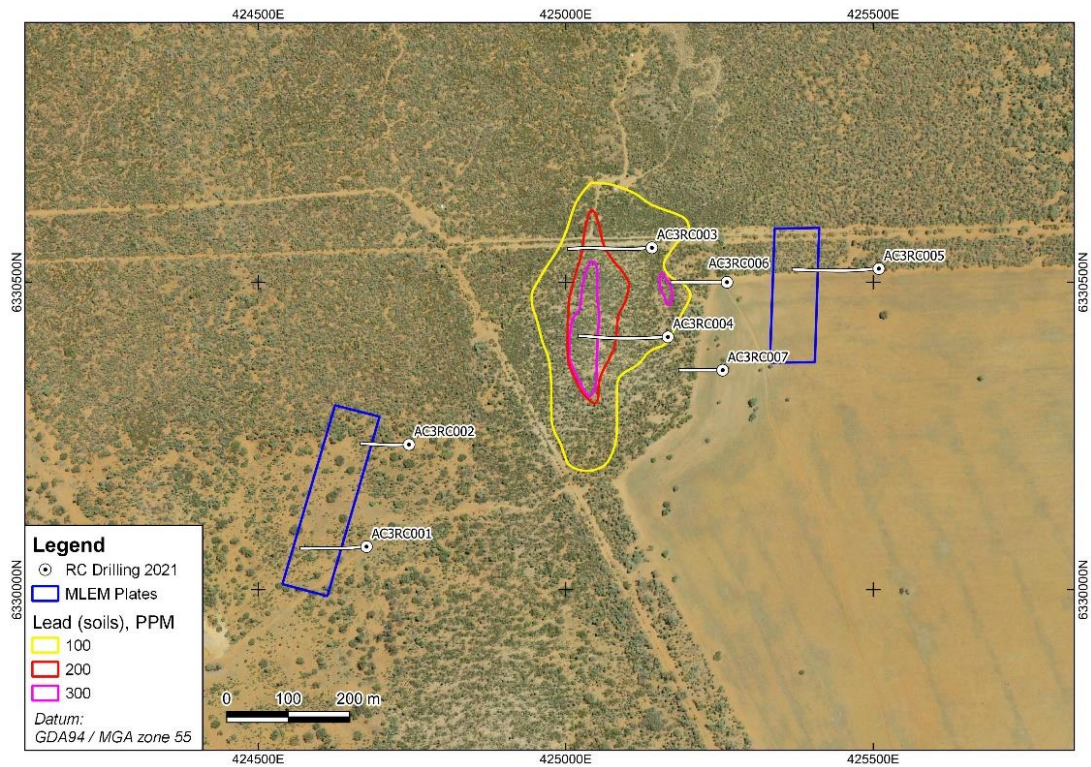 424500E
425000E
425500E
AC3RC003
AC3RC006
AC3RC005
6330500N
6330500N
AC3RC004
AC3RC007
AC3RC002
AC3RC001
6330000N
6330000N
Legend
RC Drilling 2021
MLEM Plates
Lead (soils), PPM
100
200
300
Datum:
GDA94 / MGA zone 55
0 100 200 m
424500E
425000E
425500E